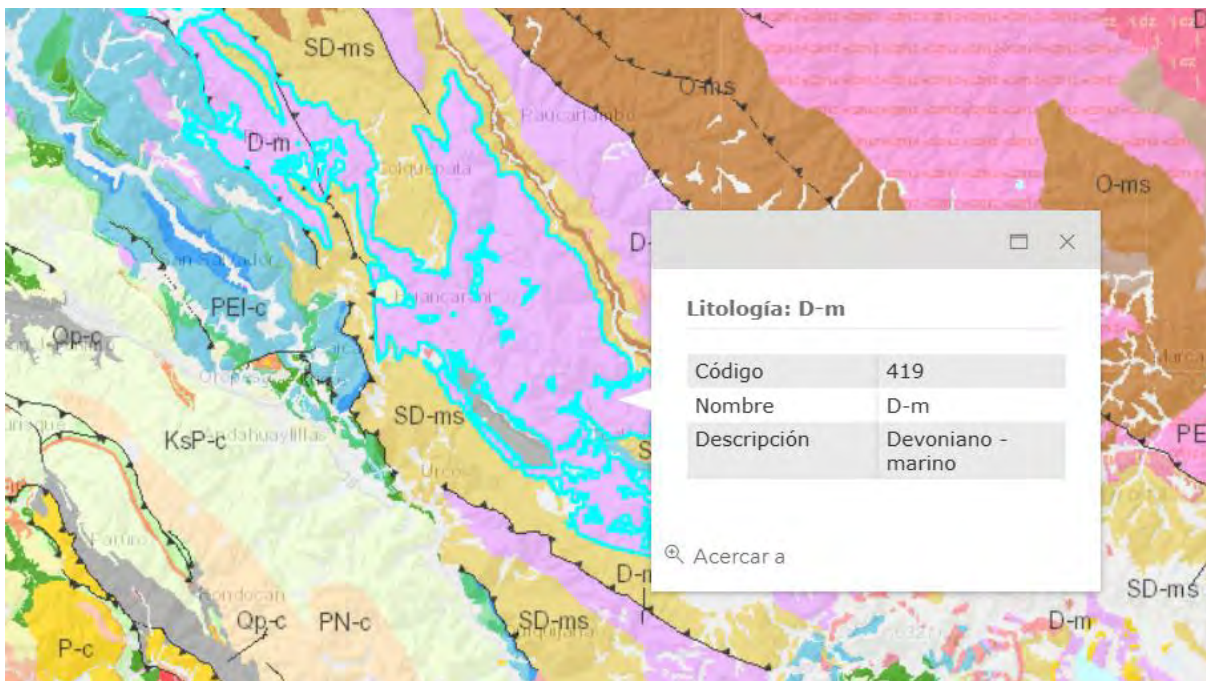 SD-ms
O-ms
Paucartambo
D-m
Colquepata
O-ms
D-
San Salvador
PEI-c
Qp-c
Litología: D-m
Código 419
Nombre D-m
Descripción Devoniano -
marino
Acercar a
SD-ms
KsP-c
Andahuaylillas
Urcos
PE
S
D-m
SD-ms
Qp-c
PN-c
SD-ms
D-m
P-c